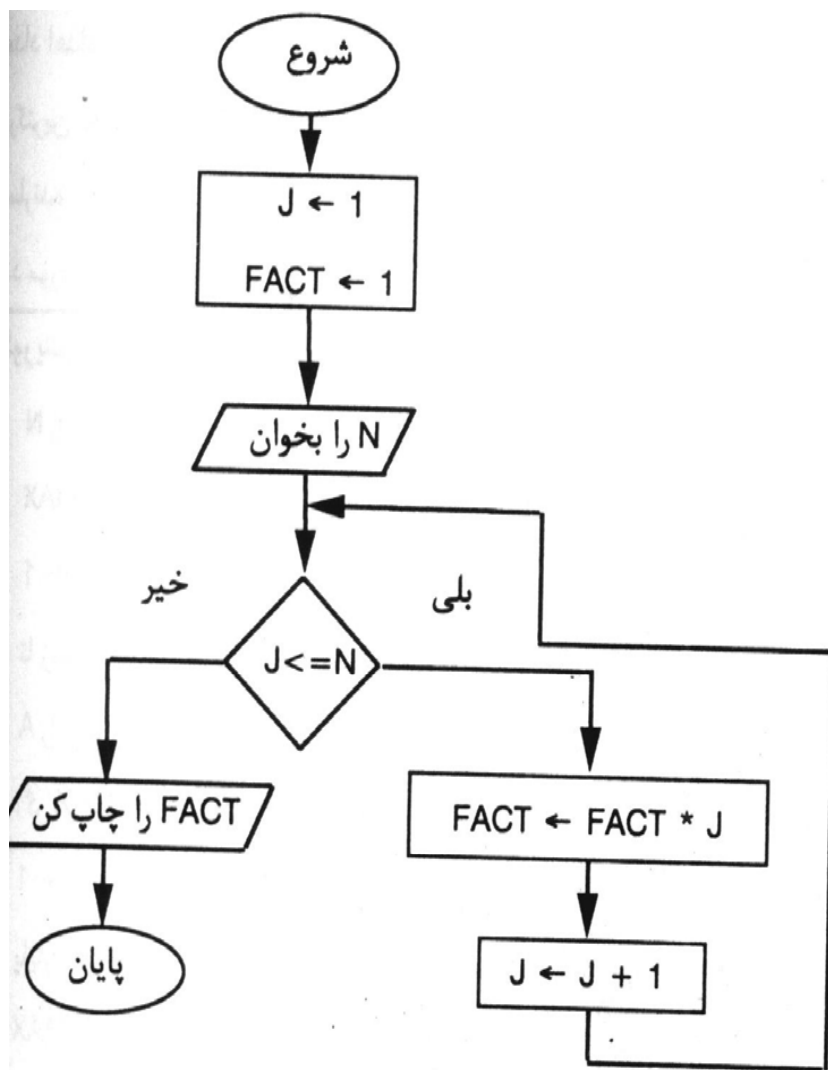 شروع
J ← 1
FACT ← 1
N را بخوان
خیر
بلی
J<=N
FACT را چاپ کن
FACT ← FACT * J
پایان
J ← J + 1
N